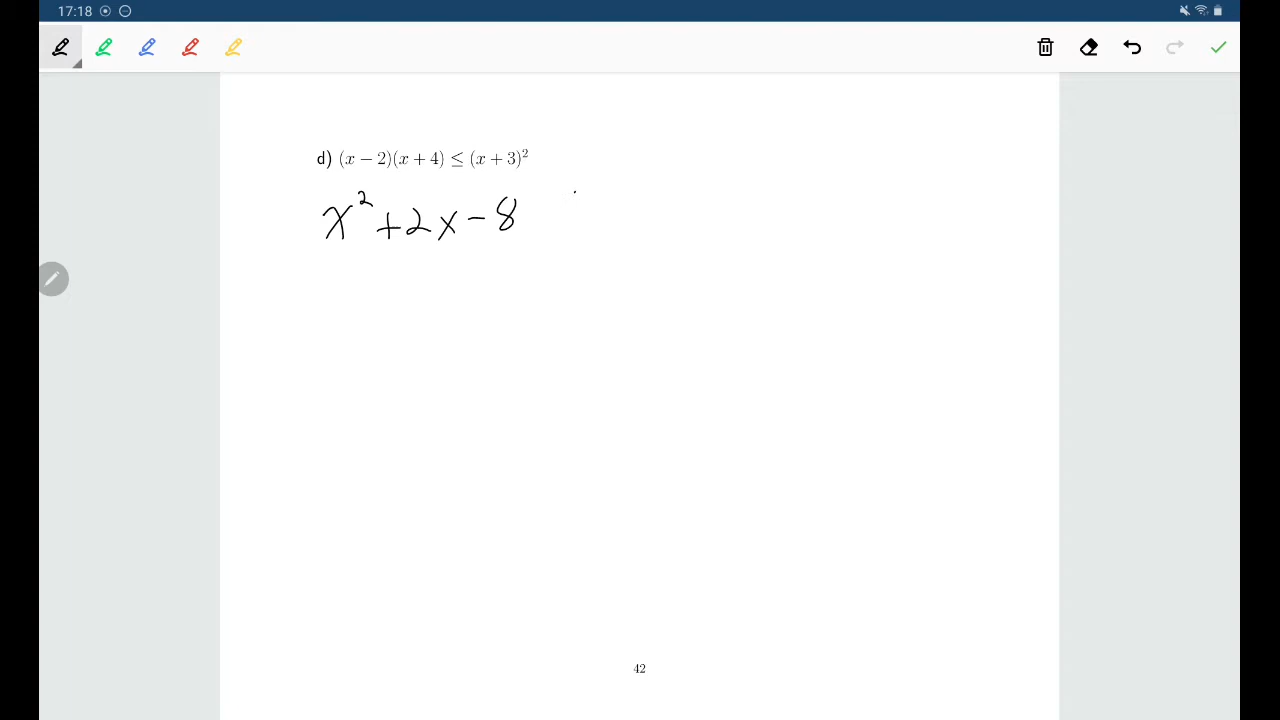 17:18
d) (x − 2)(x + 4) ≤ (x + 3)²
x² + 2x − 8
42